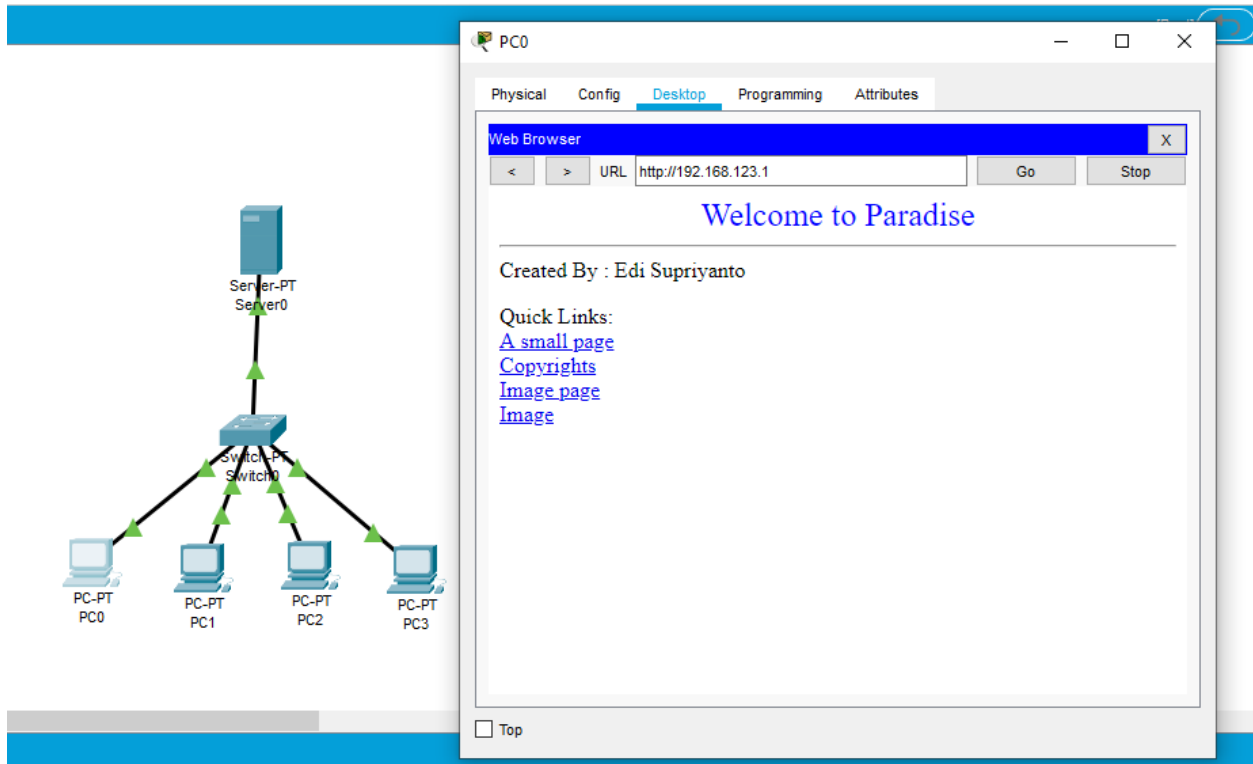 PC0
Physical Config Desktop Programming Attributes
Web Browser
X
< > URL http://192.168.123.1 Go Stop
Welcome to Paradise
Created By : Edi Supriyanto
Quick Links:
A small page
Copyrights
Image page
Image
Top
Server-PT
Server0
Switch-PT
Switch0
PC-PT
PC0
PC-PT
PC1
PC-PT
PC2
PC-PT
PC3